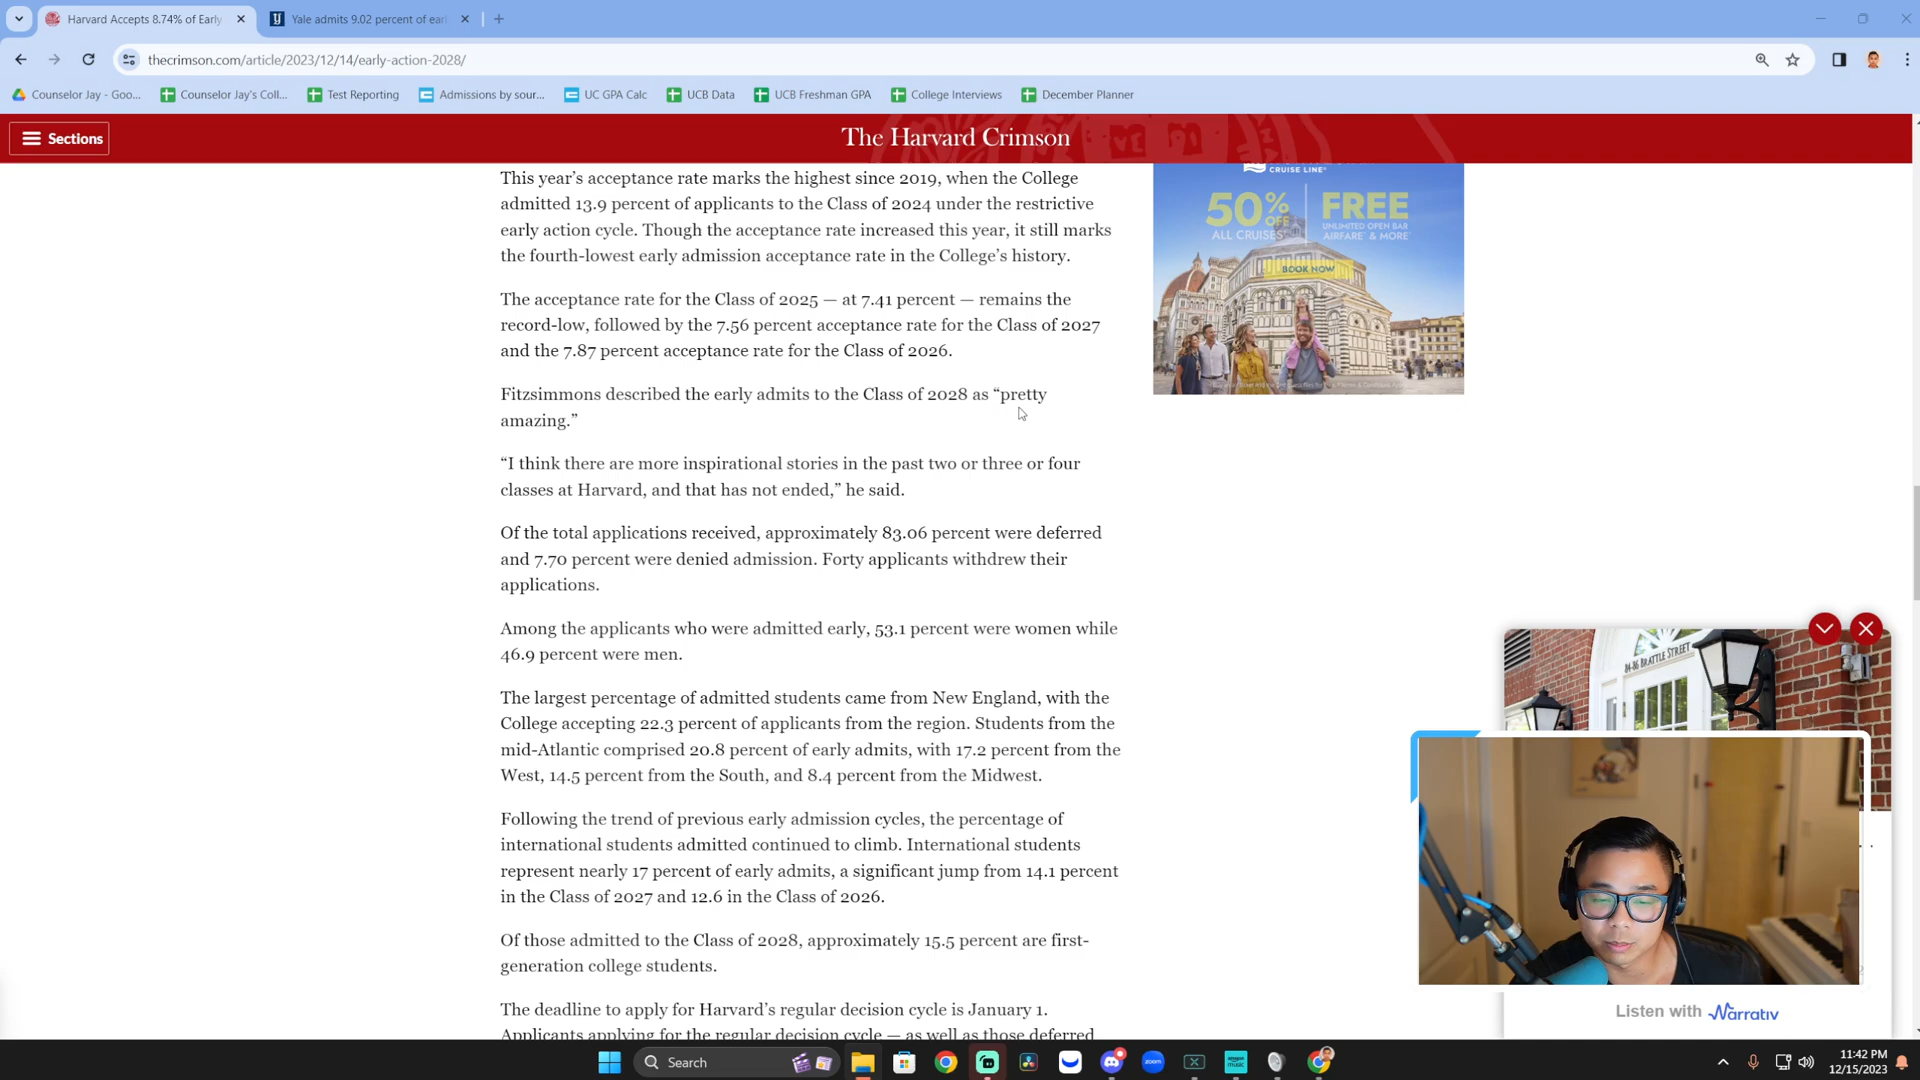 Harvard Accepts 8.74% of Early
Yale admits 9.02 percent of earl
thecrimson.com/article/2023/12/14/early-action-2028/
Counselor Jay - Goo...
Counselor Jay's Coll...
Test Reporting
Admissions by sour...
UC GPA Calc
UCB Data
UCB Freshman GPA
College Interviews
December Planner
Sections
The Harvard Crimson
This year's acceptance rate marks the highest since 2019, when the College
admitted 13.9 percent of applicants to the Class of 2024 under the restrictive
early action cycle. Though the acceptance rate increased this year, it still marks
the fourth-lowest early admission acceptance rate in the College's history.
The acceptance rate for the Class of 2025 — at 7.41 percent — remains the
record-low, followed by the 7.56 percent acceptance rate for the Class of 2027
and the 7.87 percent acceptance rate for the Class of 2026.
Fitzsimmons described the early admits to the Class of 2028 as “pretty
amazing.”
“I think there are more inspirational stories in the past two or three or four
classes at Harvard, and that has not ended,” he said.
Of the total applications received, approximately 83.06 percent were deferred
and 7.70 percent were denied admission. Forty applicants withdrew their
applications.
Among the applicants who were admitted early, 53.1 percent were women while
46.9 percent were men.
The largest percentage of admitted students came from New England, with the
College accepting 22.3 percent of applicants from the region. Students from the
mid-Atlantic comprised 20.8 percent of early admits, with 17.2 percent from the
West, 14.5 percent from the South, and 8.4 percent from the Midwest.
Following the trend of previous early admission cycles, the percentage of
international students admitted continued to climb. International students
represent nearly 17 percent of early admits, a significant jump from 14.1 percent
in the Class of 2027 and 12.6 in the Class of 2026.
Of those admitted to the Class of 2028, approximately 15.5 percent are first-
generation college students.
The deadline to apply for Harvard's regular decision cycle is January 1.
Applicants applying for the regular decision cycle — as well as those deferred
CRUISE LINE
50% OFF
ALL CRUISES
FREE
UNLIMITED OPEN BAR
AIRFARE & MORE
BOOK NOW
84-86 BRATTLE STREET
Listen with Narrativ
Search
zoom
amazon
music
11:42 PM
12/15/2023